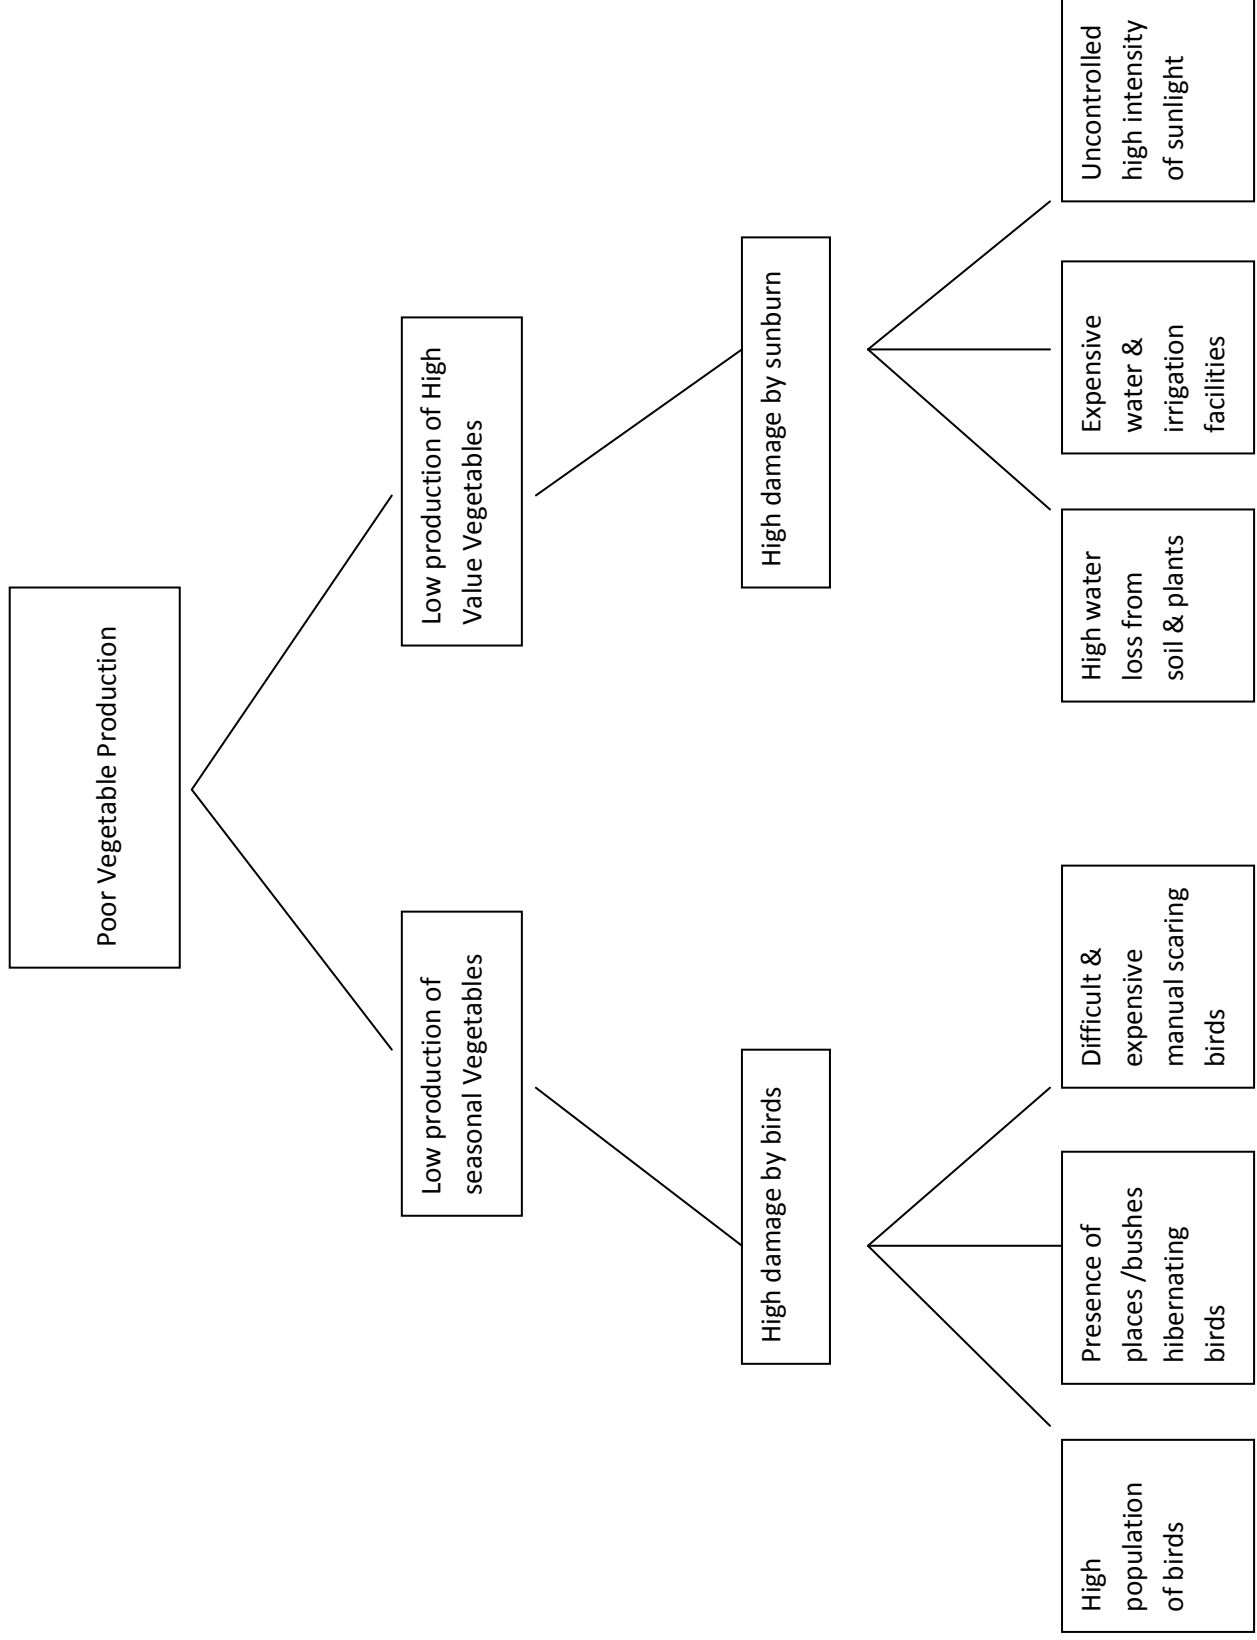 Poor Vegetable Production
Low production of
seasonal Vegetables
Low production of High
Value Vegetables
High damage by birds
High damage by sunburn
High
population
of birds
Presence of
places /bushes
hibernating
birds
Difficult &
expensive
manual scaring
birds
High water
loss from
soil & plants
Expensive
water &
irrigation
facilities
Uncontrolled
high intensity
of sunlight